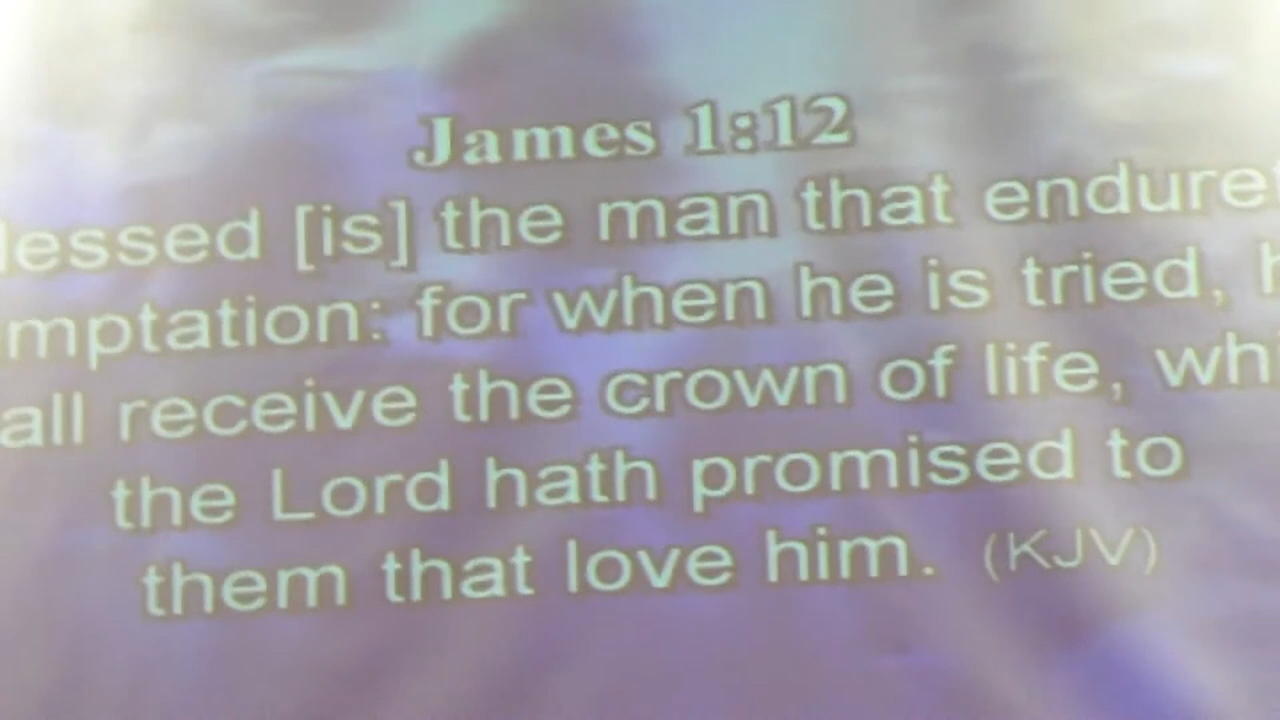 James 1:12
lessed [is] the man that endure
mptation: for when he is tried, h
all receive the crown of life, whi
the Lord hath promised to
them that love him. (KJV)